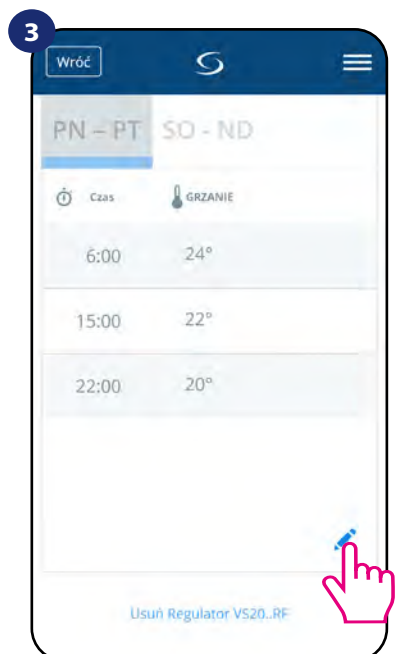 3
Wróć
PN – PT SO - ND
Czas GRZANIE
6:00 24°
15:00 22°
22:00 20°
Usuń Regulator VS20..RF